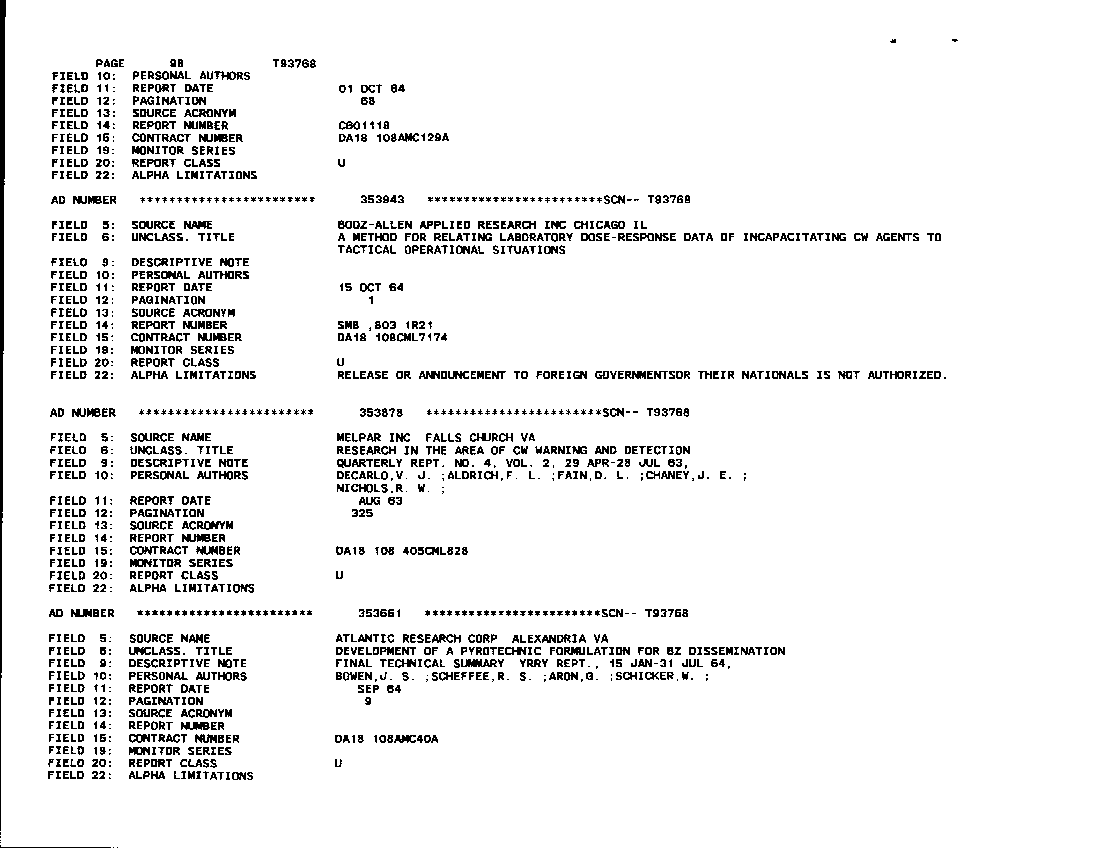 PAGE 98 T93768
FIELD 10: PERSONAL AUTHORS
FIELD 11: REPORT DATE 01 OCT 64
FIELD 12: PAGINATION 68
FIELD 13: SOURCE ACRONYM
FIELD 14: REPORT NUMBER C601118
FIELD 15: CONTRACT NUMBER DA18 108AMC129A
FIELD 19: MONITOR SERIES
FIELD 20: REPORT CLASS U
FIELD 22: ALPHA LIMITATIONS
AD NUMBER ************************ 353943 ************************SCN-- T93768
FIELD 5: SOURCE NAME BOOZ-ALLEN APPLIED RESEARCH INC CHICAGO IL
FIELD 6: UNCLASS. TITLE A METHOD FOR RELATING LABORATORY DOSE-RESPONSE DATA OF INCAPACITATING CW AGENTS TO
TACTICAL OPERATIONAL SITUATIONS
FIELD 9: DESCRIPTIVE NOTE
FIELD 10: PERSONAL AUTHORS
FIELD 11: REPORT DATE 15 OCT 64
FIELD 12: PAGINATION 1
FIELD 13: SOURCE ACRONYM
FIELD 14: REPORT NUMBER SMB ,803 1R21
FIELD 15: CONTRACT NUMBER DA18 108CML7174
FIELD 19: MONITOR SERIES
FIELD 20: REPORT CLASS U
FIELD 22: ALPHA LIMITATIONS RELEASE OR ANNOUNCEMENT TO FOREIGN GOVERNMENTSOR THEIR NATIONALS IS NOT AUTHORIZED.
AD NUMBER ************************ 353878 ************************SCN-- T93768
FIELD 5: SOURCE NAME MELPAR INC FALLS CHURCH VA
FIELD 6: UNCLASS. TITLE RESEARCH IN THE AREA OF CW WARNING AND DETECTION
FIELD 9: DESCRIPTIVE NOTE QUARTERLY REPT. NO. 4, VOL. 2, 29 APR-28 JUL 63,
FIELD 10: PERSONAL AUTHORS DECARLO,V. J. ;ALDRICH,F. L. ;FAIN,D. L. ;CHANEY,J. E. ;
NICHOLS,R. W. ;
FIELD 11: REPORT DATE AUG 63
FIELD 12: PAGINATION 325
FIELD 13: SOURCE ACRONYM
FIELD 14: REPORT NUMBER
FIELD 15: CONTRACT NUMBER DA18 108 405CML828
FIELD 19: MONITOR SERIES
FIELD 20: REPORT CLASS U
FIELD 22: ALPHA LIMITATIONS
AD NUMBER ************************ 353661 ************************SCN-- T93768
FIELD 5: SOURCE NAME ATLANTIC RESEARCH CORP ALEXANDRIA VA
FIELD 6: UNCLASS. TITLE DEVELOPMENT OF A PYROTECHNIC FORMULATION FOR BZ DISSEMINATION
FIELD 9: DESCRIPTIVE NOTE FINAL TECHNICAL SUMMARY YRRY REPT., 15 JAN-31 JUL 64,
FIELD 10: PERSONAL AUTHORS BOWEN,J. S. ;SCHEFFEE,R. S. ;ARON,G. ;SCHICKER,W. ;
FIELD 11: REPORT DATE SEP 64
FIELD 12: PAGINATION 9
FIELD 13: SOURCE ACRONYM
FIELD 14: REPORT NUMBER
FIELD 15: CONTRACT NUMBER DA18 108AMC40A
FIELD 19: MONITOR SERIES
FIELD 20: REPORT CLASS U
FIELD 22: ALPHA LIMITATIONS